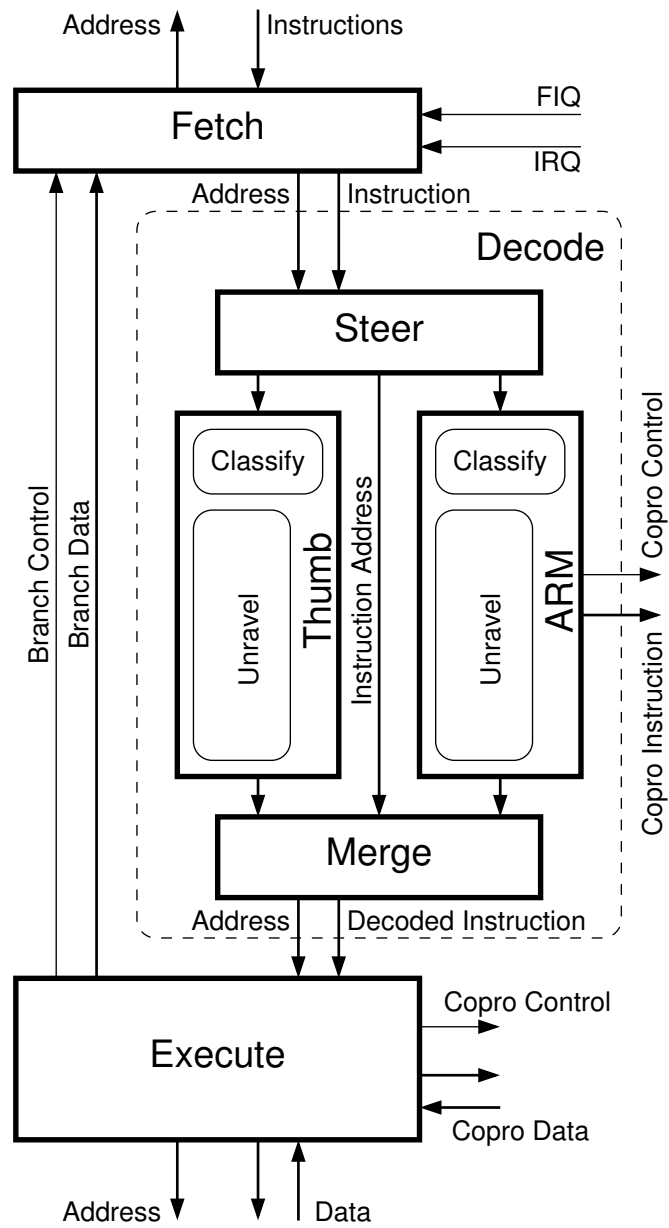 Address
Instructions
Fetch
FIQ
IRQ
Address
Instruction
Decode
Steer
Classify
Classify
Unravel
Thumb
Instruction Address
Unravel
ARM
Branch Control
Branch Data
Copro Control
Copro Instruction
Merge
Address
Decoded Instruction
Execute
Copro Control
Copro Data
Address
Data